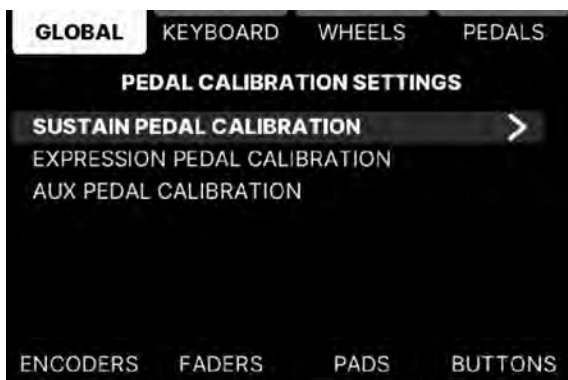 GLOBAL KEYBOARD WHEELS PEDALS
PEDAL CALIBRATION SETTINGS
SUSTAIN PEDAL CALIBRATION >
EXPRESSION PEDAL CALIBRATION
AUX PEDAL CALIBRATION
ENCODERS FADERS PADS BUTTONS